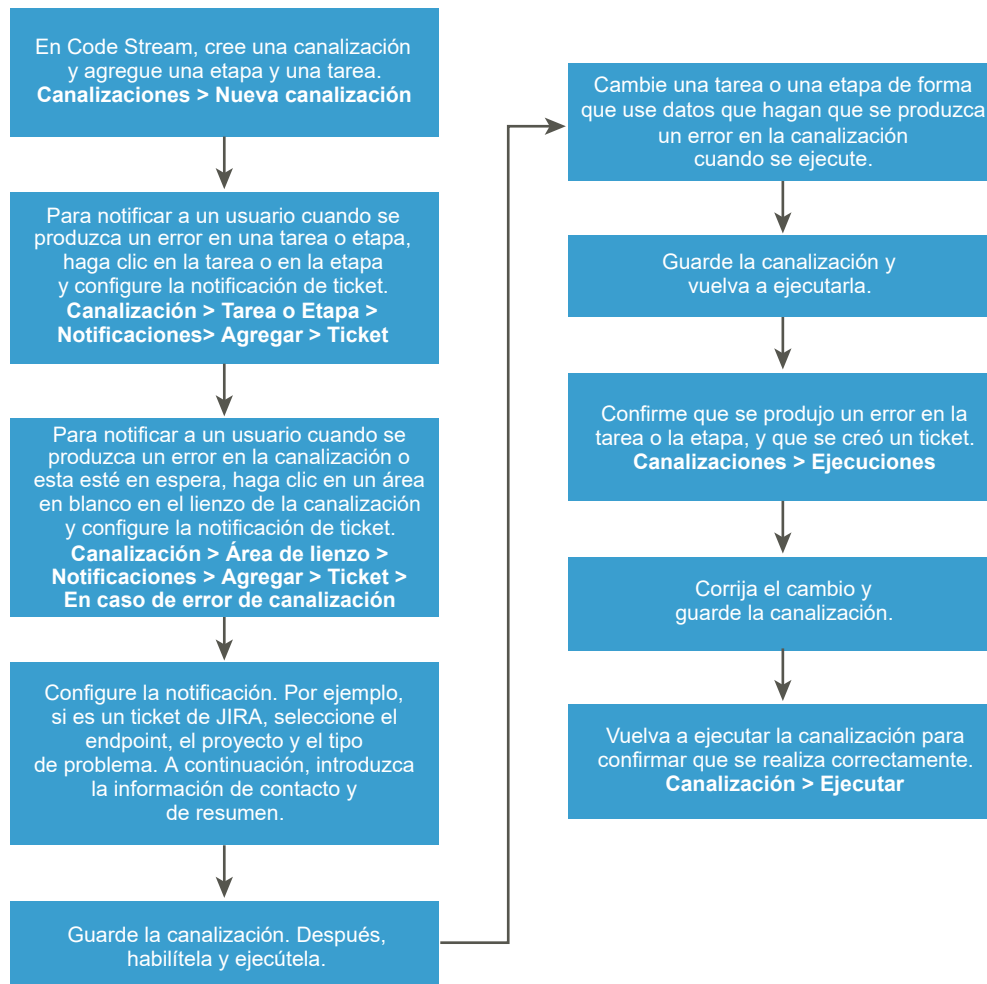 En Code Stream, cree una canalización
y agregue una etapa y una tarea.
Canalizaciones > Nueva canalización
Para notificar a un usuario cuando se
produzca un error en una tarea o etapa,
haga clic en la tarea o en la etapa
y configure la notificación de ticket.
Canalización > Tarea o Etapa >
Notificaciones> Agregar > Ticket
Para notificar a un usuario cuando se
produzca un error en la canalización o
esta esté en espera, haga clic en un área
en blanco en el lienzo de la canalización
y configure la notificación de ticket.
Canalización > Área de lienzo >
Notificaciones > Agregar > Ticket >
En caso de error de canalización
Configure la notificación. Por ejemplo,
si es un ticket de JIRA, seleccione el
endpoint, el proyecto y el tipo
de problema. A continuación, introduzca
la información de contacto y
de resumen.
Guarde la canalización. Después,
habilítela y ejecútela.
Cambie una tarea o una etapa de forma
que use datos que hagan que se produzca
un error en la canalización
cuando se ejecute.
Guarde la canalización y
vuelva a ejecutarla.
Confirme que se produjo un error en la
tarea o la etapa, y que se creó un ticket.
Canalizaciones > Ejecuciones
Corrija el cambio y
guarde la canalización.
Vuelva a ejecutar la canalización para
confirmar que se realiza correctamente.
Canalización > Ejecutar